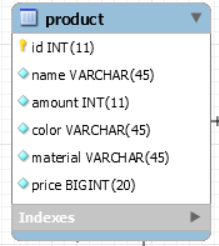 product
id INT(11)
name VARCHAR(45)
amount INT(11)
color VARCHAR(45)
material VARCHAR(45)
price BIGINT(20)
Indexes